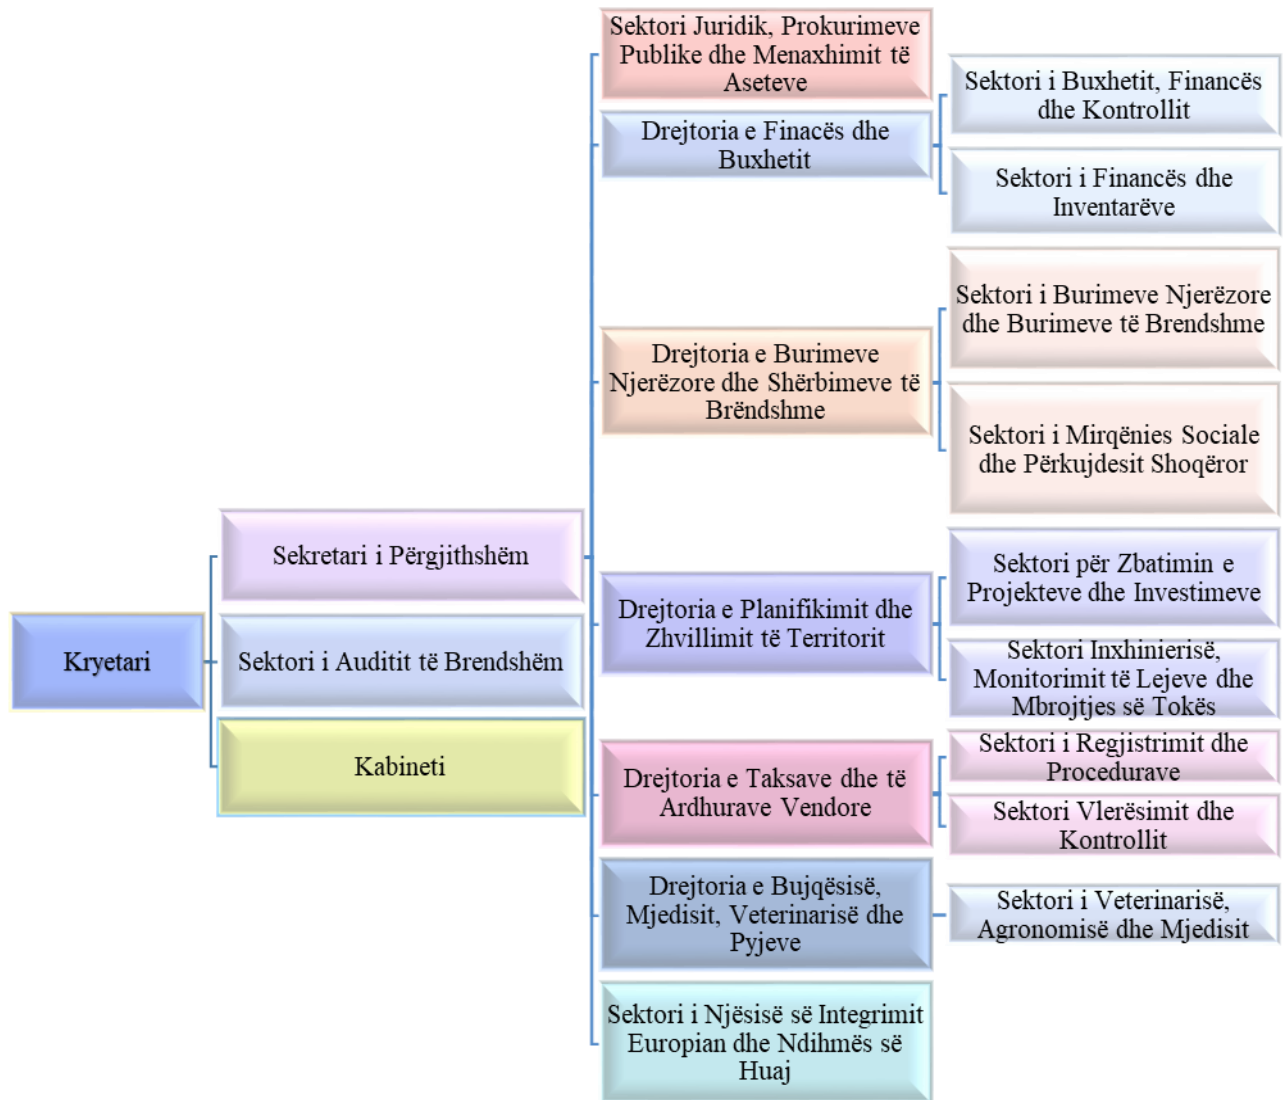 Kryetari
Sekretari i Përgjithshëm
Sektori i Auditit të Brendshëm
Kabineti
Sektori Juridik, Prokurimeve
Publike dhe Menaxhimit të
Aseteve
Drejtoria e Finacës dhe
Buxhetit
Sektori i Buxhetit, Financës
dhe Kontrollit
Sektori i Financës dhe
Inventarëve
Drejtoria e Burimeve
Njerëzore dhe Shërbimeve të
Brëndshme
Sektori i Burimeve Njerëzore
dhe Burimeve të Brendshme
Sektori i Mirqënies Sociale
dhe Përkujdesit Shoqëror
Drejtoria e Planifikimit dhe
Zhvillimit të Territorit
Sektori për Zbatimin e
Projekteve dhe Investimeve
Sektori Inxhinierisë,
Monitorimit të Lejeve dhe
Mbrojtjes së Tokës
Drejtoria e Taksave dhe të
Ardhurave Vendore
Sektori i Regjistrimit dhe
Procedurave
Sektori Vlerësimit dhe
Kontrollit
Drejtoria e Bujqësisë,
Mjedisit, Veterinarisë dhe
Pyjeve
Sektori i Veterinarisë,
Agronomisë dhe Mjedisit
Sektori i Njësisë së Integrimit
Europian dhe Ndihmës së
Huaj